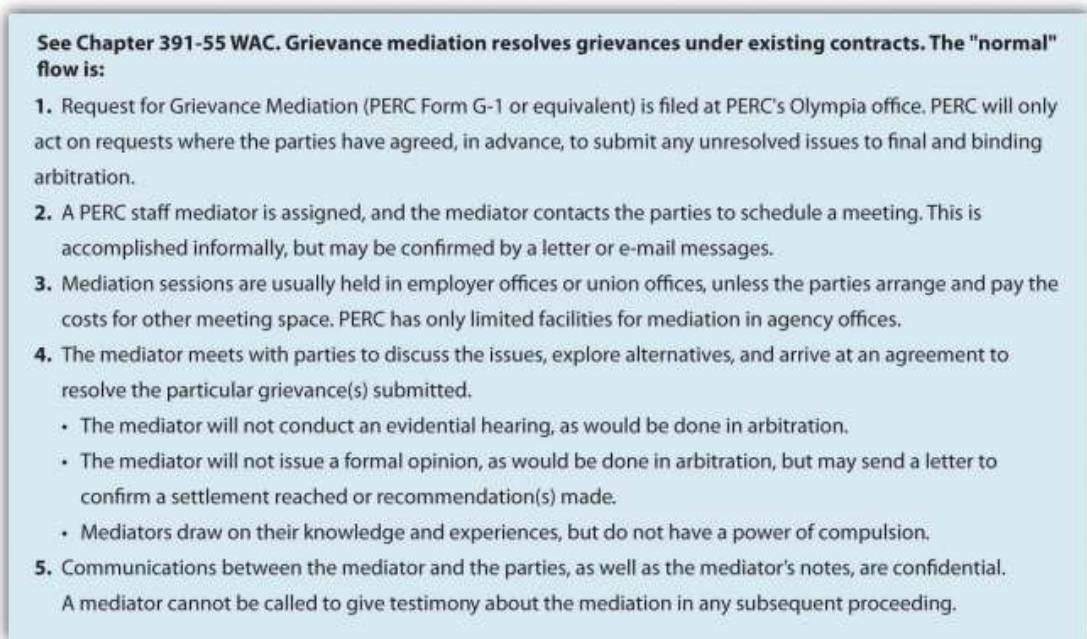 See Chapter 391-55 WAC. Grievance mediation resolves grievances under existing contracts. The "normal"
flow is:
1. Request for Grievance Mediation (PERC Form G-1 or equivalent) is filed at PERC's Olympia office. PERC will only
act on requests where the parties have agreed, in advance, to submit any unresolved issues to final and binding
arbitration.
2. A PERC staff mediator is assigned, and the mediator contacts the parties to schedule a meeting. This is
accomplished informally, but may be confirmed by a letter or e-mail messages.
3. Mediation sessions are usually held in employer offices or union offices, unless the parties arrange and pay the
costs for other meeting space. PERC has only limited facilities for mediation in agency offices.
4. The mediator meets with parties to discuss the issues, explore alternatives, and arrive at an agreement to
resolve the particular grievance(s) submitted.
• The mediator will not conduct an evidential hearing, as would be done in arbitration.
• The mediator will not issue a formal opinion, as would be done in arbitration, but may send a letter to
confirm a settlement reached or recommendation(s) made.
• Mediators draw on their knowledge and experiences, but do not have a power of compulsion.
5. Communications between the mediator and the parties, as well as the mediator's notes, are confidential.
A mediator cannot be called to give testimony about the mediation in any subsequent proceeding.